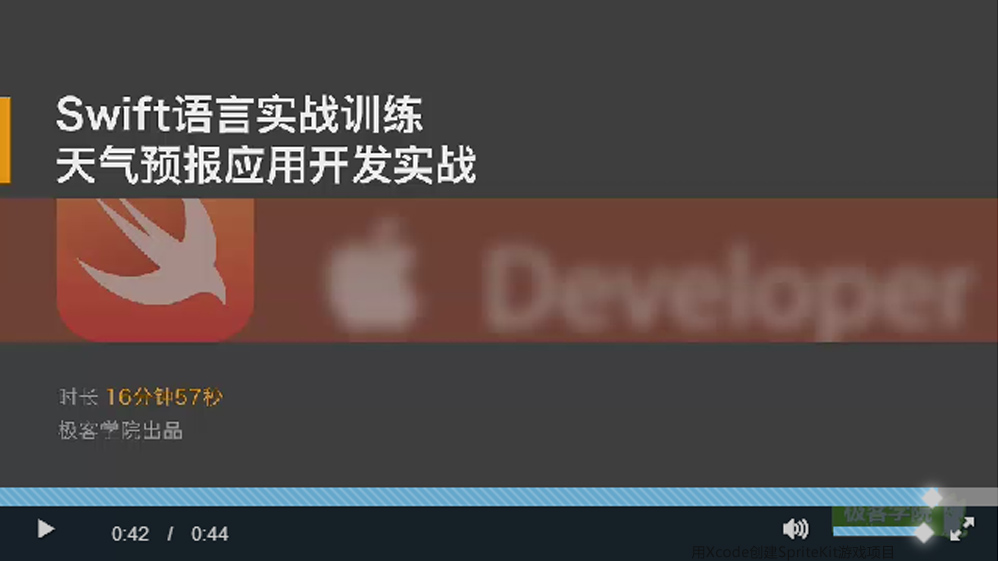 Swift语言实战训练
天气预报应用开发实战
Developer
时长 16分钟57秒
极客学院出品
极客学院
0:42 / 0:44
用Xcode创建SpriteKit游戏项目